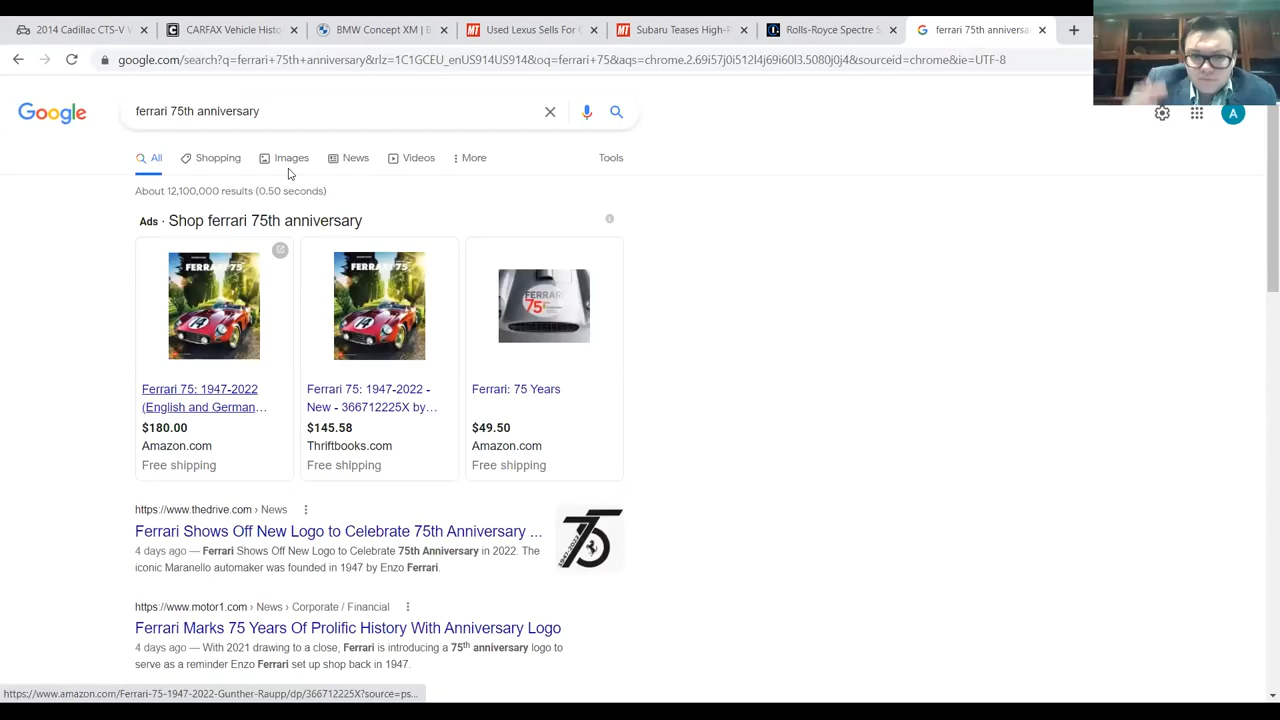 2014 Cadillac CTS-V
CARFAX Vehicle Histo
BMW Concept XM | B
Used Lexus Sells For
Subaru Teases High-P
Rolls-Royce Spectre S
ferrari 75th anniversa
google.com/search?q=ferrari+75th+anniversary&rlz=1C1GCEU_enUS914US914&oq=ferrari+75&aqs=chrome.2.69i57j0i512l4j69i60l3.5080j0j4&sourceid=chrome&ie=UTF-8
Google
ferrari 75th anniversary
A
All
Shopping
Images
News
Videos
More
Tools
About 12,100,000 results (0.50 seconds)
Ads · Shop ferrari 75th anniversary
FERRARI 75
FERRARI 75
FERRARI
75
Ferrari 75: 1947-2022
(English and German...
$180.00
Amazon.com
Free shipping
Ferrari 75: 1947-2022 -
New - 366712225X by...
$145.58
Thriftbooks.com
Free shipping
Ferrari: 75 Years
$49.50
Amazon.com
Free shipping
https://www.thedrive.com › News
Ferrari Shows Off New Logo to Celebrate 75th Anniversary ...
4 days ago — Ferrari Shows Off New Logo to Celebrate 75th Anniversary in 2022. The
iconic Maranello automaker was founded in 1947 by Enzo Ferrari.
75
1947-2022
https://www.motor1.com › News › Corporate / Financial
Ferrari Marks 75 Years Of Prolific History With Anniversary Logo
4 days ago — With 2021 drawing to a close, Ferrari is introducing a 75th anniversary logo to
serve as a reminder Enzo Ferrari set up shop back in 1947.
https://www.amazon.com/Ferrari-75-1947-2022-Gunther-Raupp/dp/366712225X?source=ps...